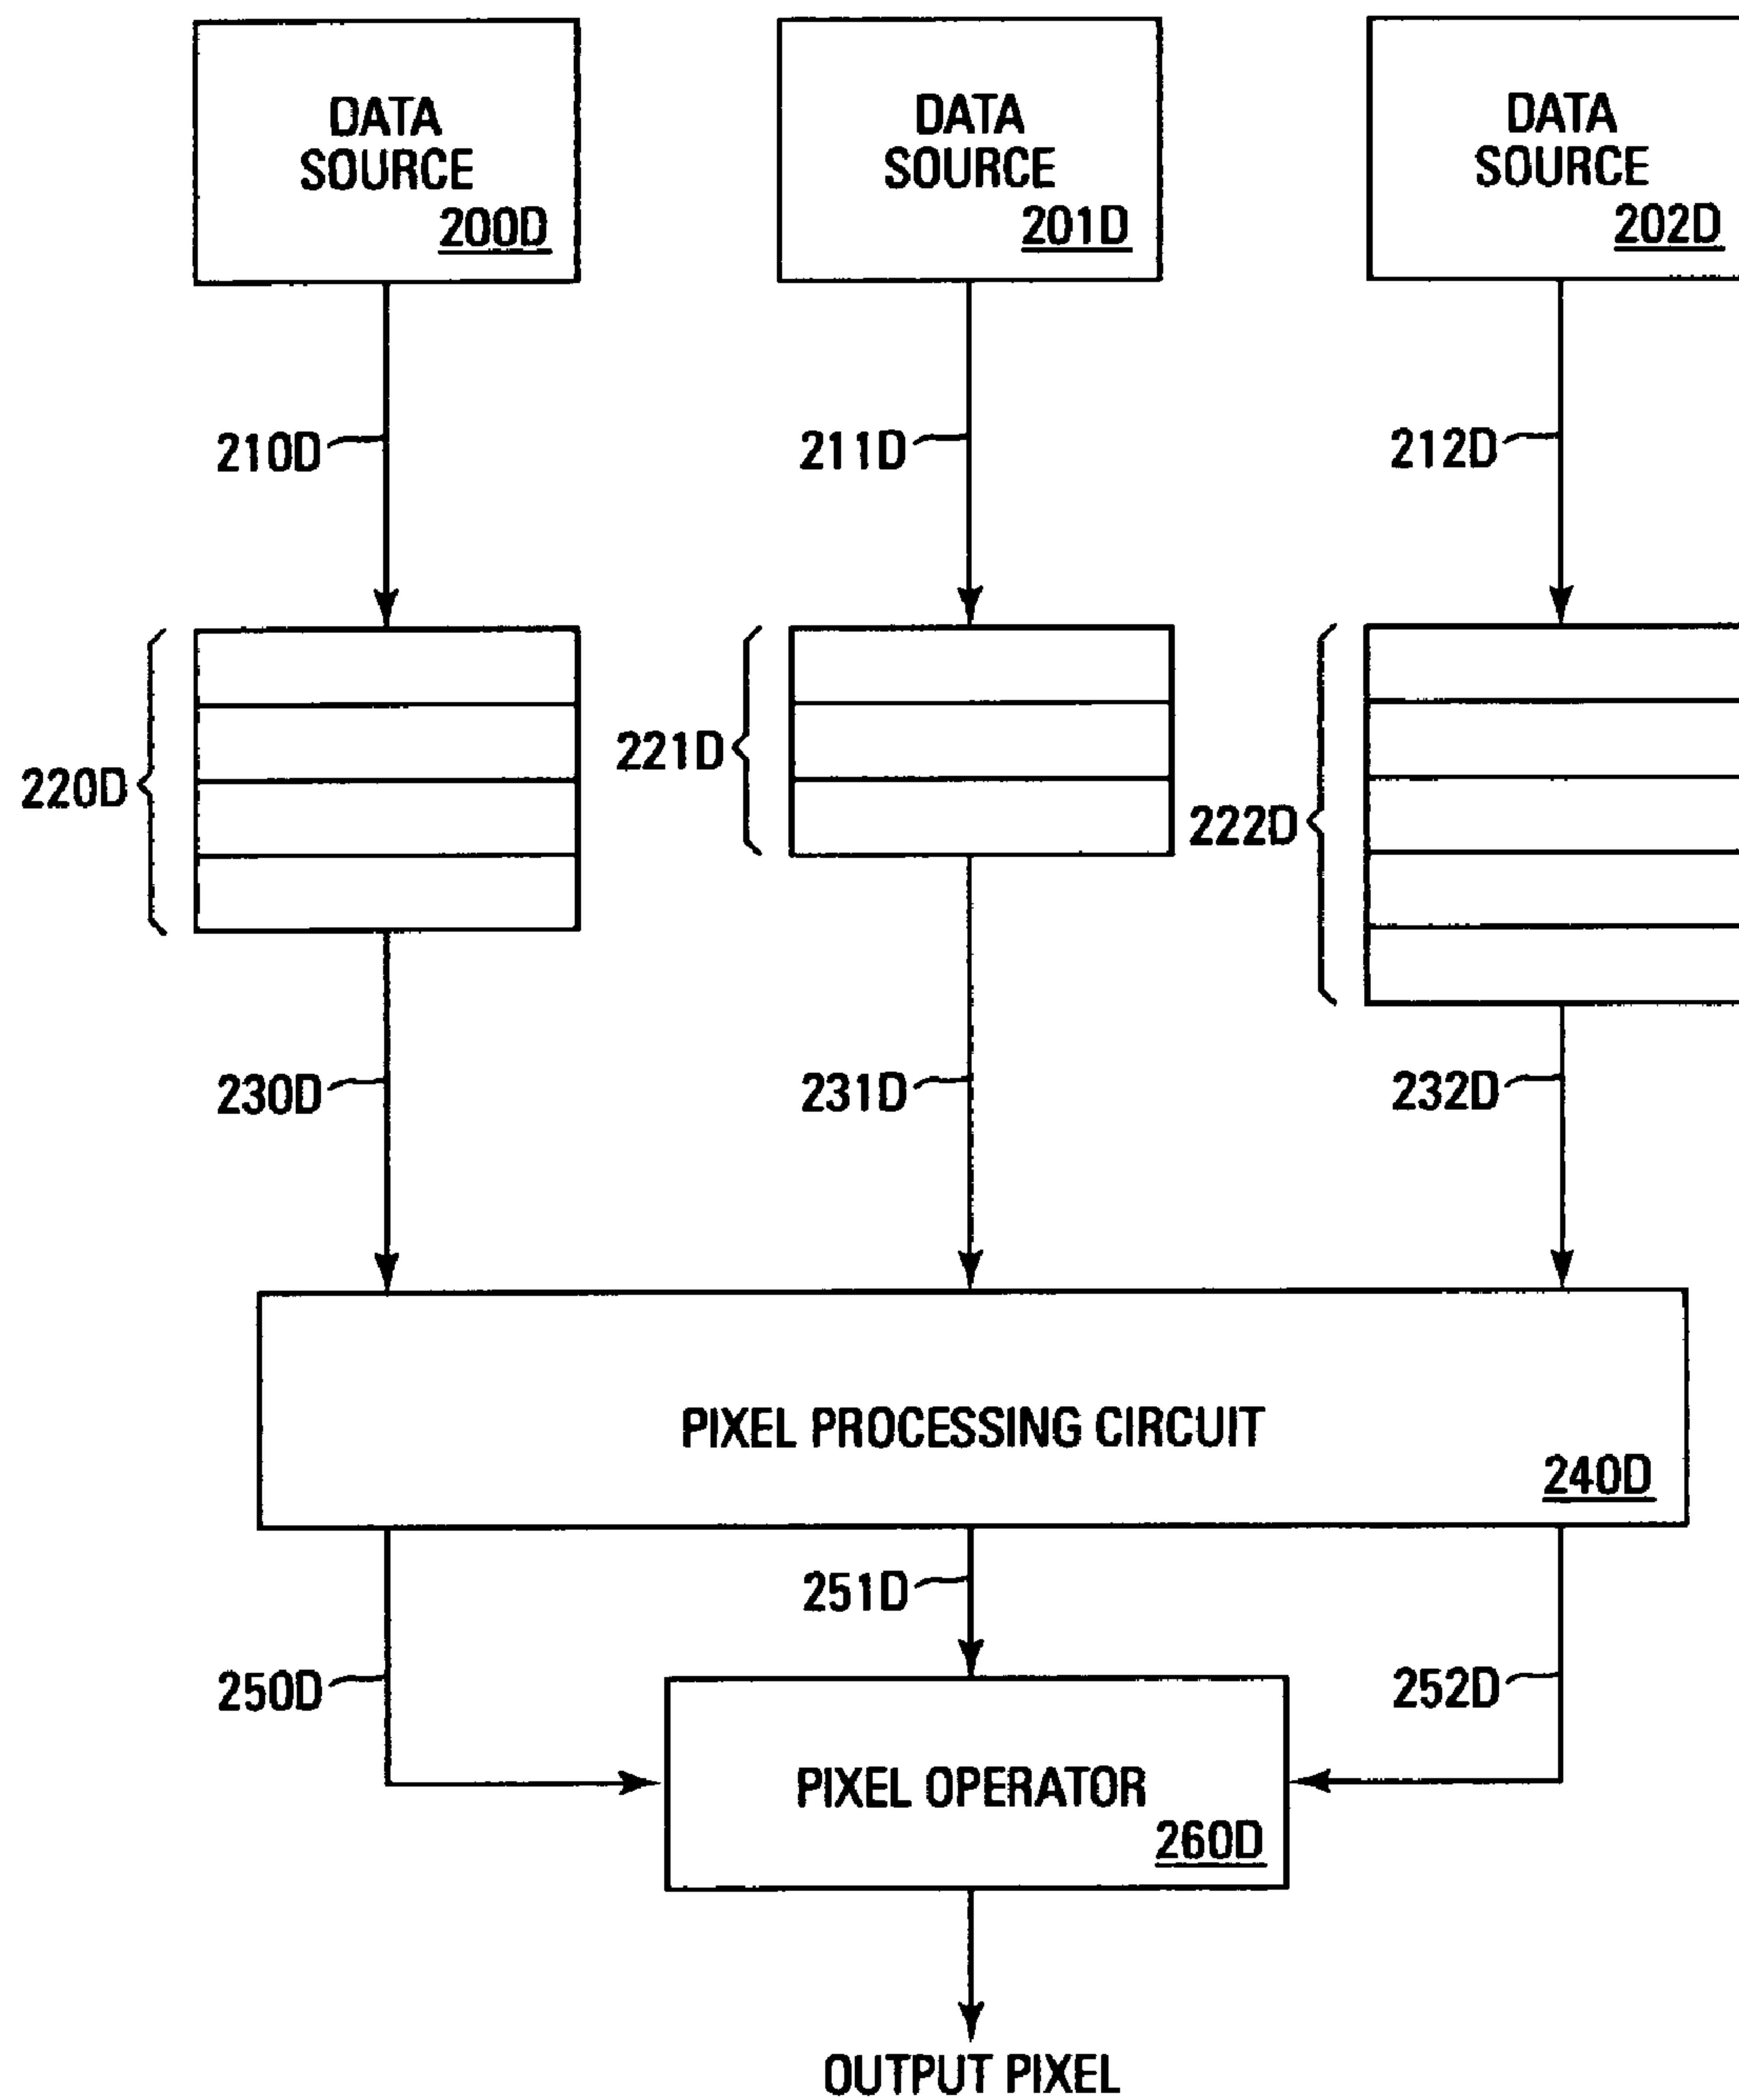 DATA
SOURCE
200D
DATA
SOURCE
201D
DATA
SOURCE
202D
210D
211D
212D
220D
221D
222D
230D
231D
232D
PIXEL PROCESSING CIRCUIT
240D
251D
250D
252D
PIXEL OPERATOR
260D
OUTPUT PIXEL